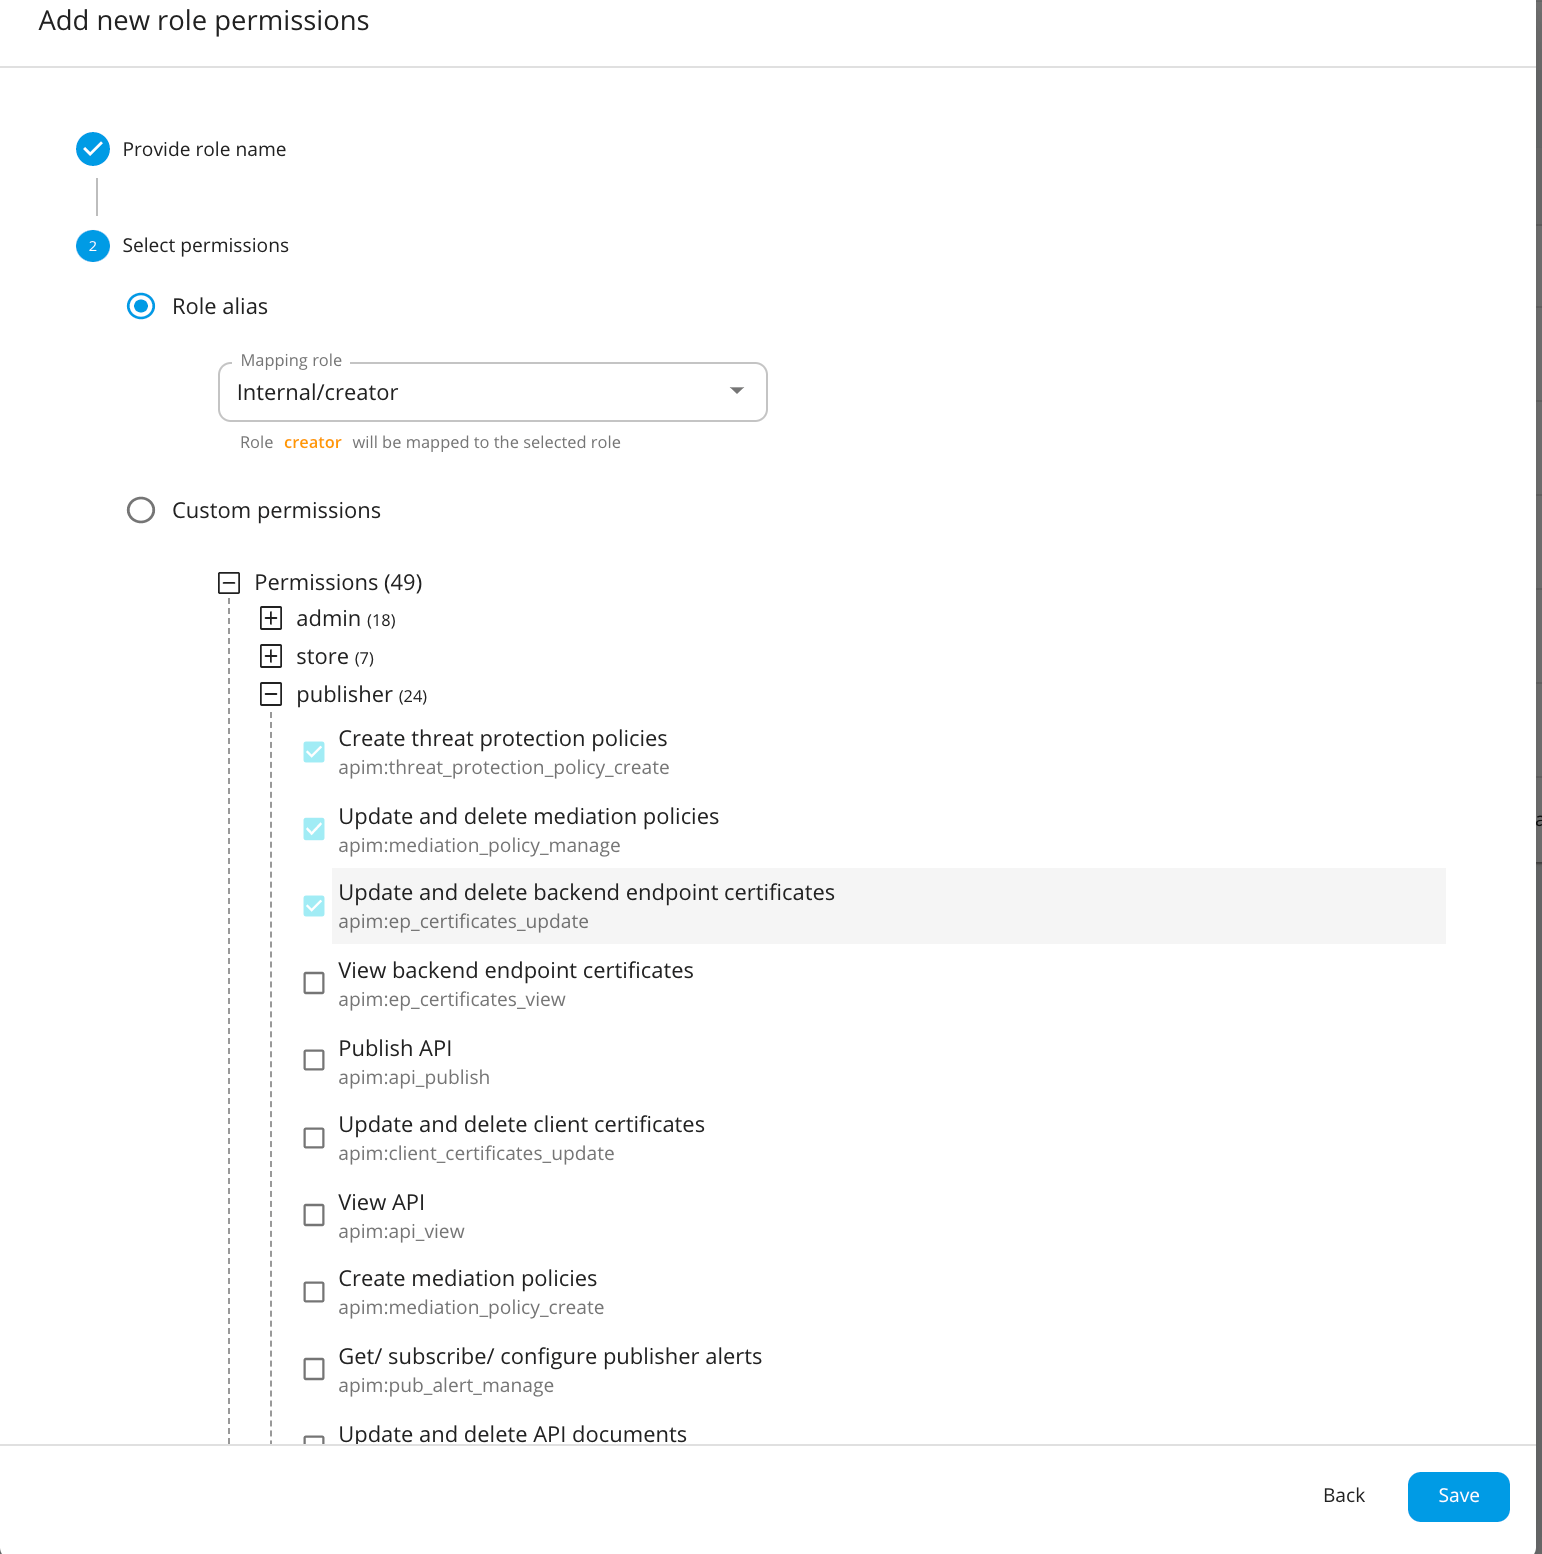 Add new role permissions
Provide role name
2
Select permissions
Role alias
Mapping role
Internal/creator
Role creator will be mapped to the selected role
Custom permissions
Permissions (49)
admin (18)
store (7)
publisher (24)
Create threat protection policies
apim:threat_protection_policy_create
Update and delete mediation policies
apim:mediation_policy_manage
Update and delete backend endpoint certificates
apim:ep_certificates_update
View backend endpoint certificates
apim:ep_certificates_view
Publish API
apim:api_publish
Update and delete client certificates
apim:client_certificates_update
View API
apim:api_view
Create mediation policies
apim:mediation_policy_create
Get/ subscribe/ configure publisher alerts
apim:pub_alert_manage
Update and delete API documents
Back
Save